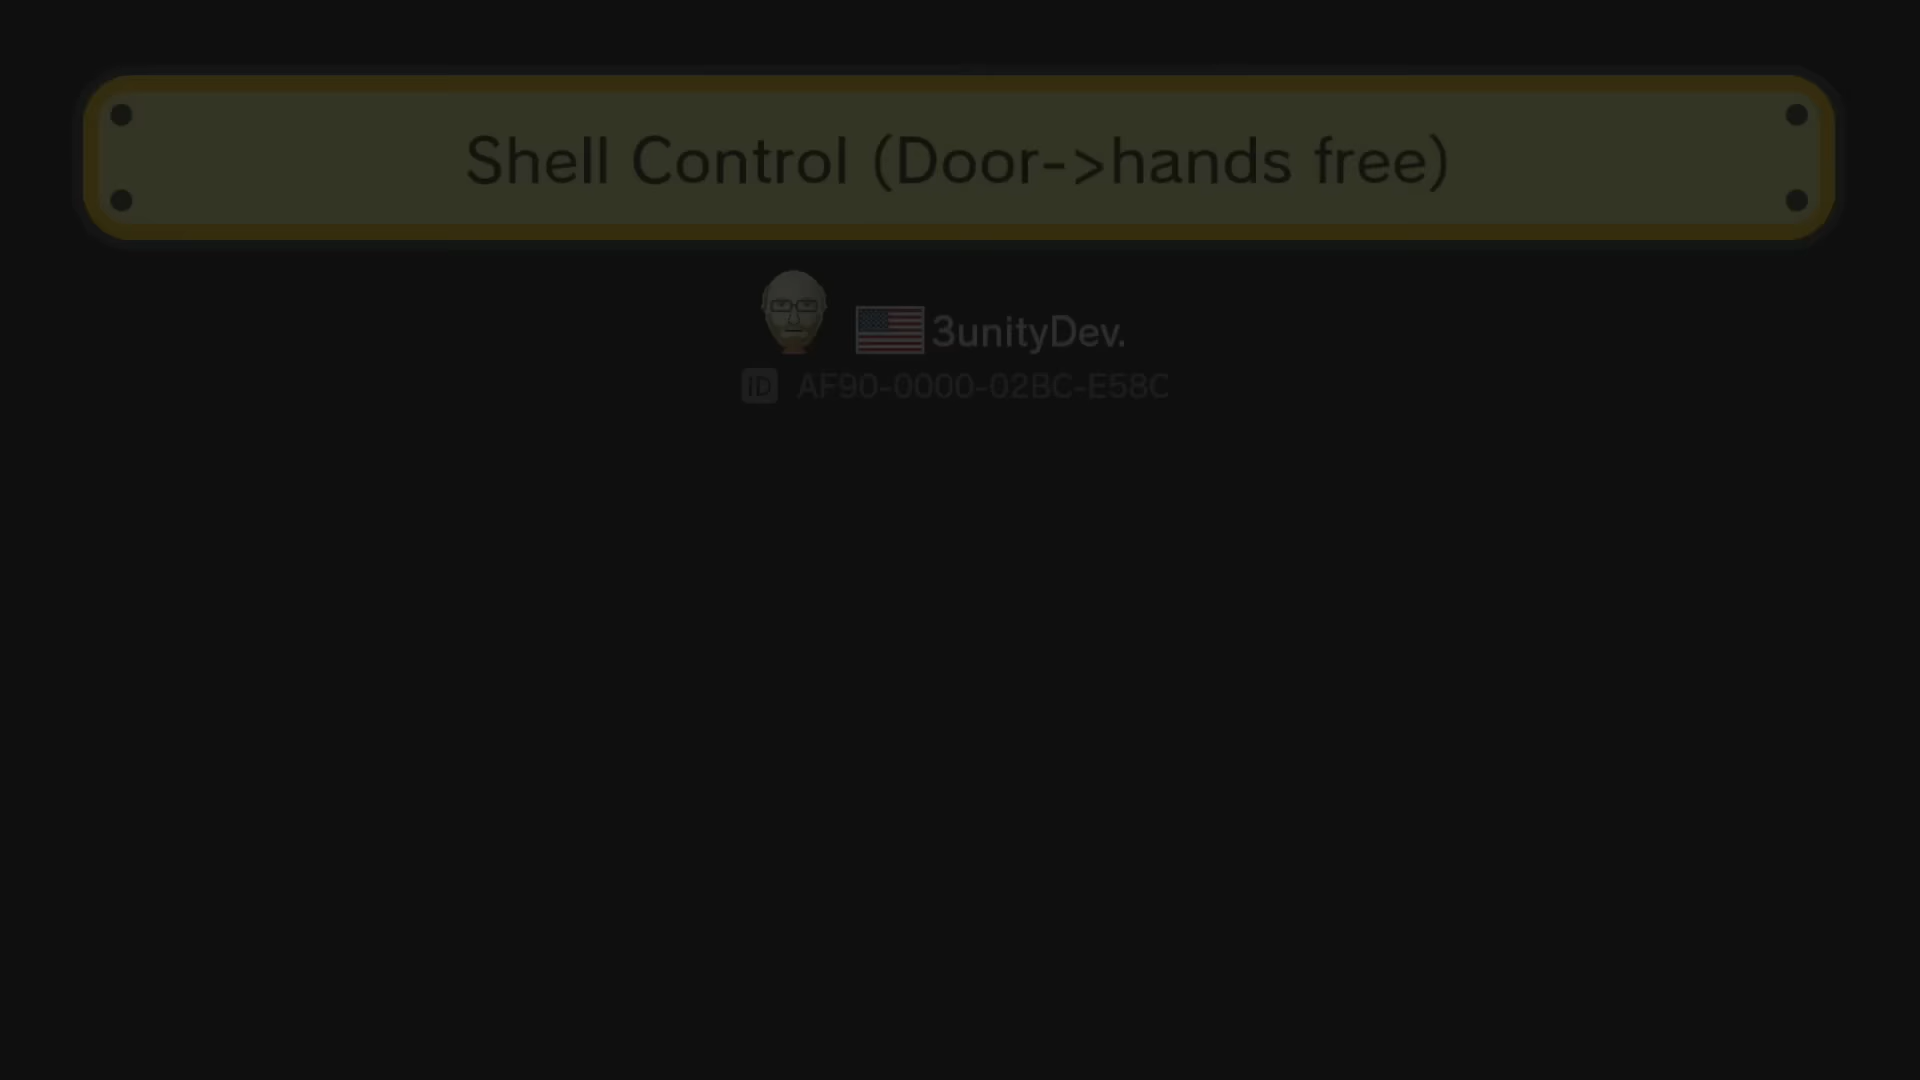 Shell Control (Door->hands free)
3unityDev.
ID AF90-0000-02BC-E58C